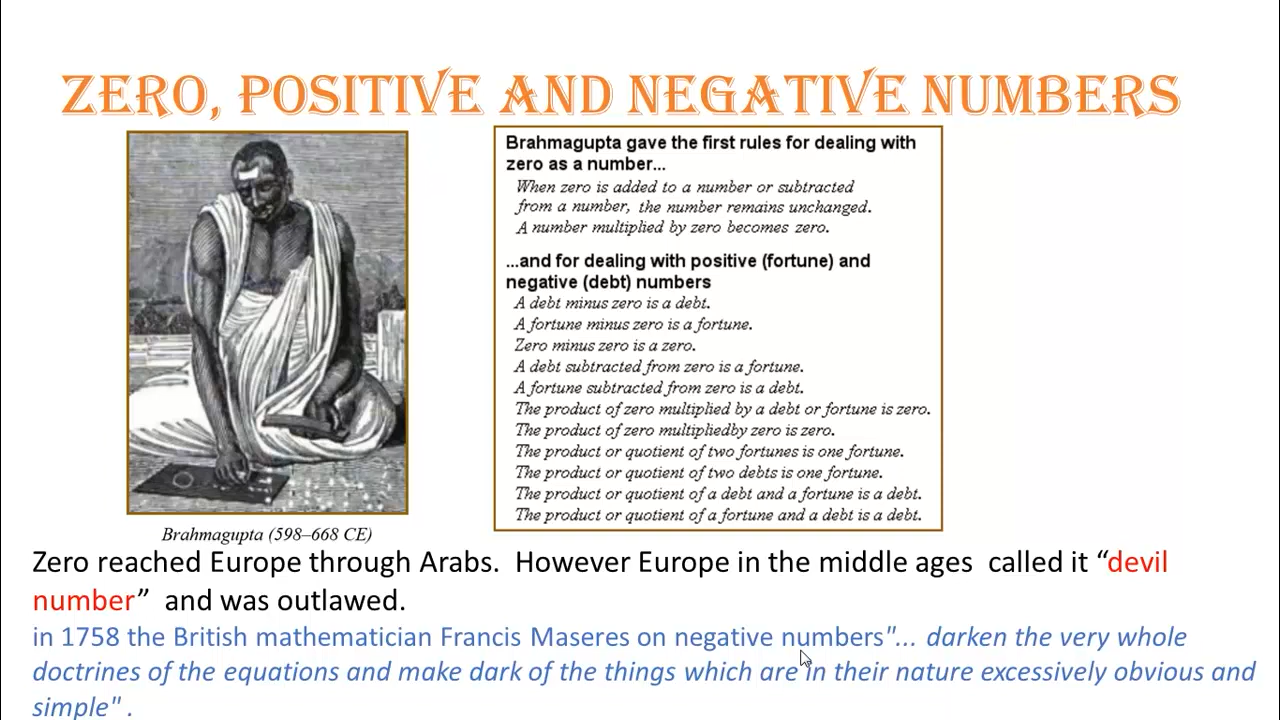 ZERO, POSITIVE AND NEGATIVE NUMBERS
Brahmagupta gave the first rules for dealing with
zero as a number...
When zero is added to a number or subtracted
from a number, the number remains unchanged.
A number multiplied by zero becomes zero.
...and for dealing with positive (fortune) and
negative (debt) numbers
A debt minus zero is a debt.
A fortune minus zero is a fortune.
Zero minus zero is a zero.
A debt subtracted from zero is a fortune.
A fortune subtracted from zero is a debt.
The product of zero multiplied by a debt or fortune is zero.
The product of zero multipliedby zero is zero.
The product or quotient of two fortunes is one fortune.
The product or quotient of two debts is one fortune.
The product or quotient of a debt and a fortune is a debt.
The product or quotient of a fortune and a debt is a debt.
Brahmagupta (598–668 CE)
Zero reached Europe through Arabs.  However Europe in the middle ages  called it “devil
number”  and was outlawed.
in 1758 the British mathematician Francis Maseres on negative numbers"... darken the very whole
doctrines of the equations and make dark of the things which are in their nature excessively obvious and
simple" .